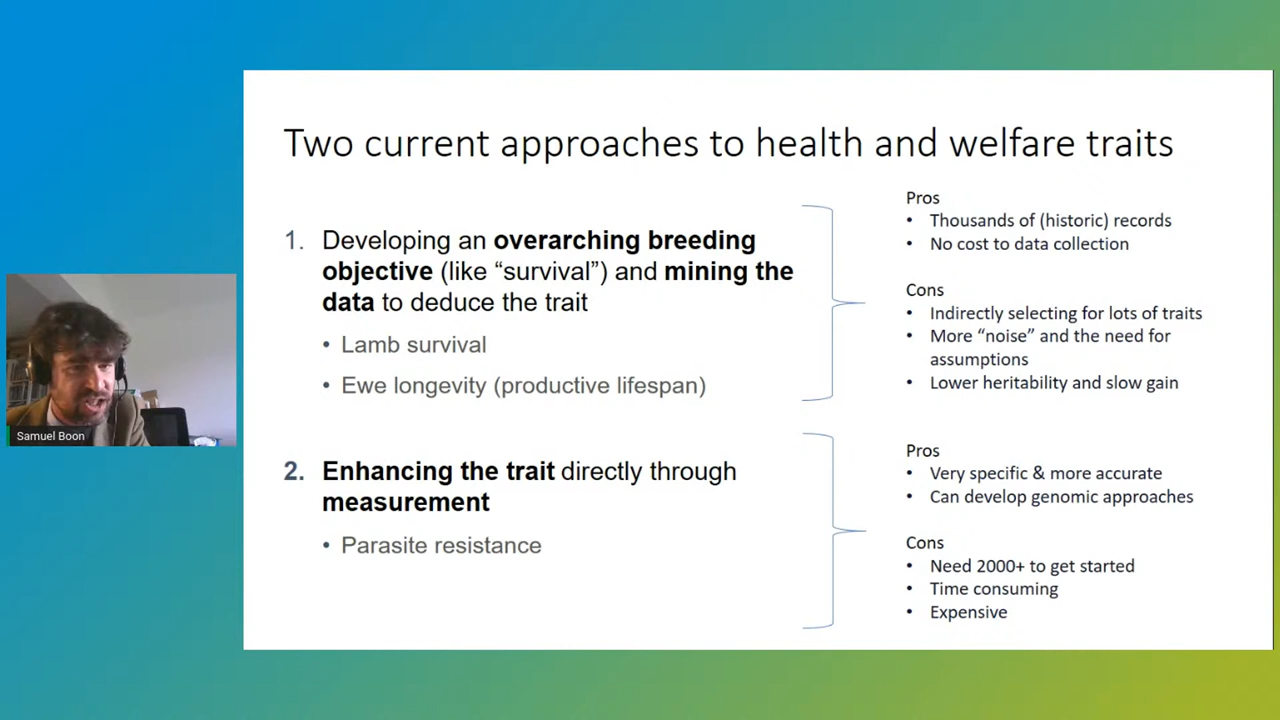 Two current approaches to health and welfare traits
1. Developing an overarching breeding
objective (like “survival”) and mining the
data to deduce the trait
• Lamb survival
• Ewe longevity (productive lifespan)
2. Enhancing the trait directly through
measurement
• Parasite resistance
Pros
• Thousands of (historic) records
• No cost to data collection
Cons
• Indirectly selecting for lots of traits
• More “noise” and the need for
assumptions
• Lower heritability and slow gain
Pros
• Very specific & more accurate
• Can develop genomic approaches
Cons
• Need 2000+ to get started
• Time consuming
• Expensive
Samuel Boon